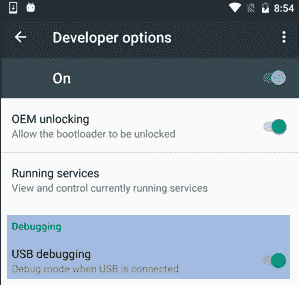 8:54
Developer options
On
OEM unlocking
Allow the bootloader to be unlocked
Running services
View and control currently running services
Debugging
USB debugging
Debug mode when USB is connected